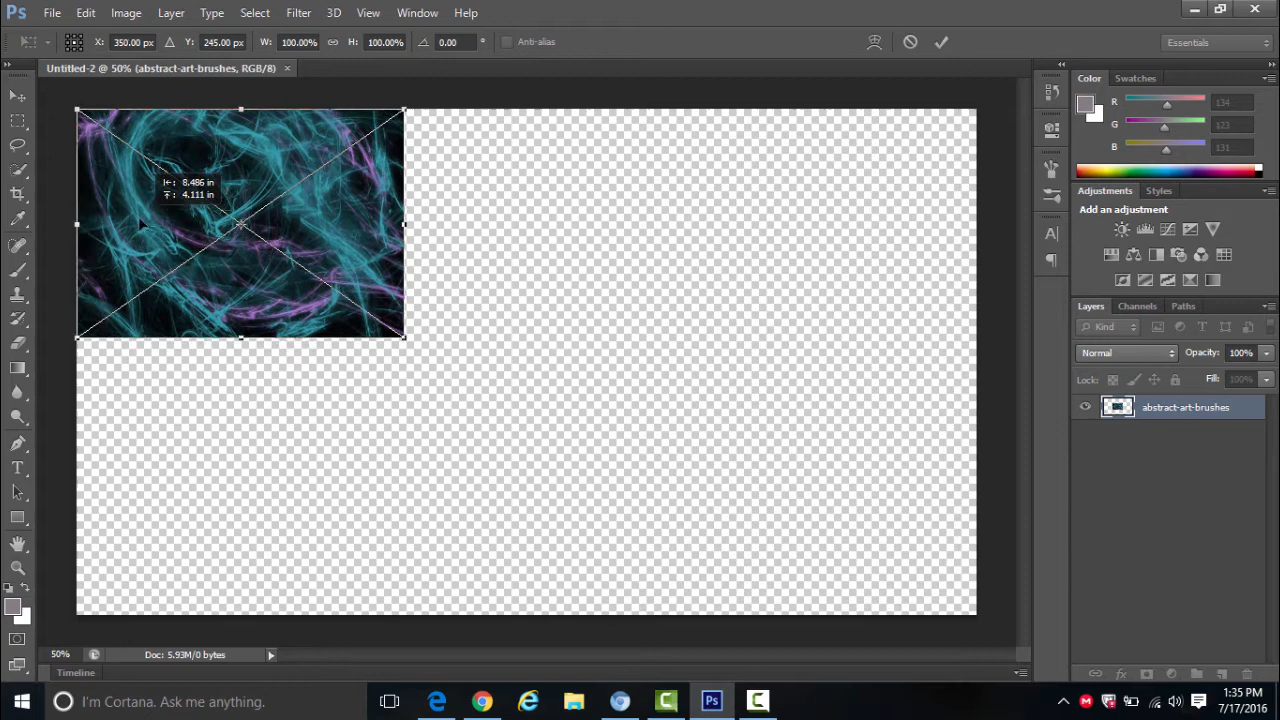 Ps File Edit Image Layer Type Select Filter 3D View Window Help
X: 350.00 px Y: 245.00 px W: 100.00% H: 100.00% 0.00 ° Anti-alias Essentials
Untitled-2 @ 50% (abstract-art-brushes, RGB/8) ×
Color Swatches
R 134
G 123
B 131
8.486 in
4.111 in
Adjustments Styles
Add an adjustment
Layers Channels Paths
Kind
Normal Opacity: 100%
Lock: Fill: 100%
abstract-art-brushes
50% Doc: 5.93M/0 bytes
Timeline
I'm Cortana. Ask me anything.
Ps
1:35 PM
7/17/2016